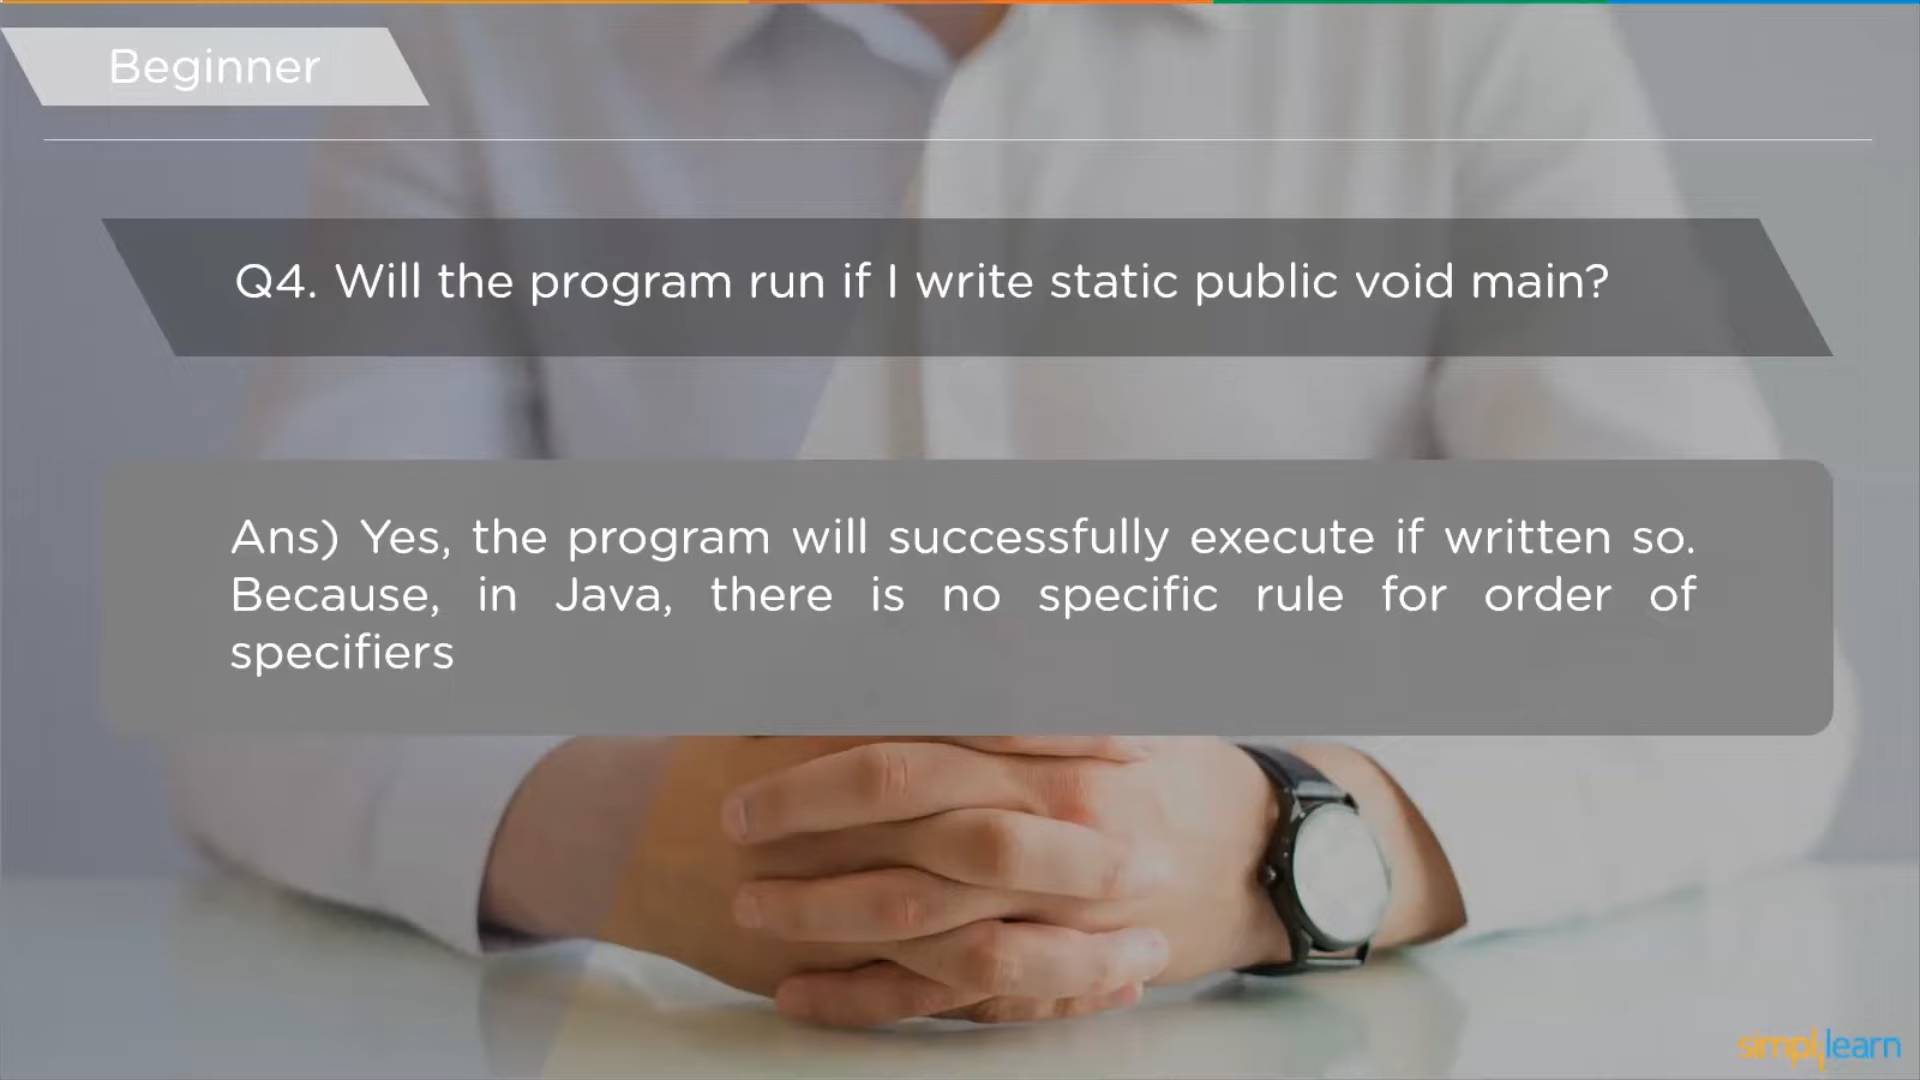 Beginner
Q4. Will the program run if I write static public void main?
Ans) Yes, the program will successfully execute if written so.
Because, in Java, there is no specific rule for order of
specifiers
simplilearn